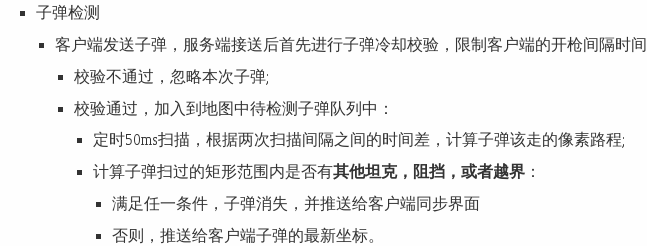 子弹检测
客户端发送子弹，服务端接送后首先进行子弹冷却校验，限制客户端的开枪间隔时间
校验不通过，忽略本次子弹;
校验通过，加入到地图中待检测子弹队列中：
定时50ms扫描，根据两次扫描间隔之间的时间差，计算子弹该走的像素路程;
计算子弹扫过的矩形范围内是否有其他坦克，阻挡，或者越界：
满足任一条件，子弹消失，并推送给客户端同步界面
否则，推送给客户端子弹的最新坐标。